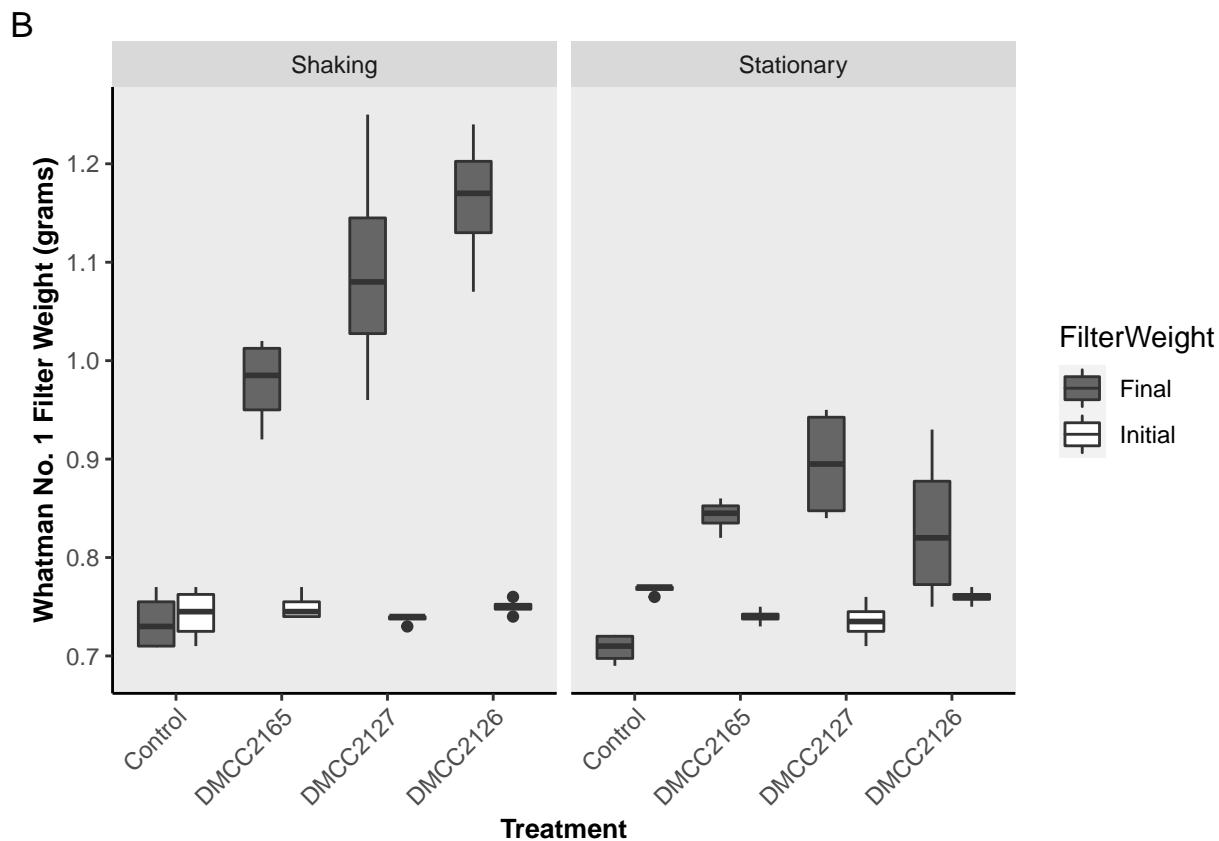 B
Shaking
Stationary
Whatman No. 1 Filter Weight (grams)
1.2
1.1
1.0
0.9
0.8
0.7
Control
DMCC2165
DMCC2127
DMCC2126
Control
DMCC2165
DMCC2127
DMCC2126
Treatment
FilterWeight
Final
Initial